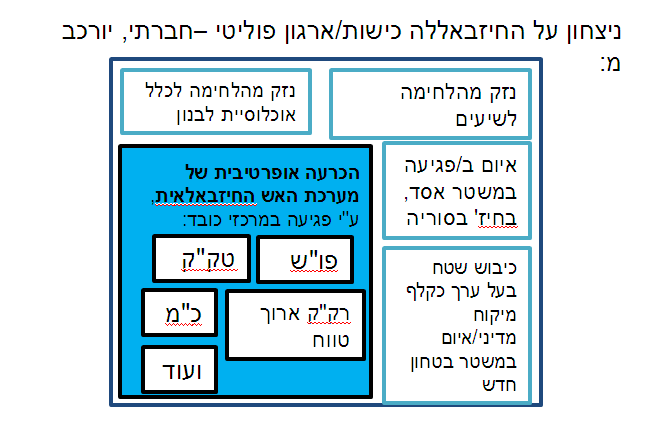 ניצחון על החיזבאללה כישות/ארגון פוליטי –חברתי, יורכב
מ:
נזק מהלחימה
לשיעים
נזק מהלחימה לכלל
אוכלוסיית לבנון
איום ב/פגיעה
במשטר אסד,
בחיז' בסוריה
כיבוש שטח
בעל ערך כקלף
מיקוח
מדיני/איום
במשטר בטחון
חדש
הכרעה אופרטיבית של
מערכת האש החיזבאלאית,
ע"י פגיעה במרכזי כובד:
פו"ש
טק"ק
רק"ק ארוך
טווח
כ"מ
ועוד